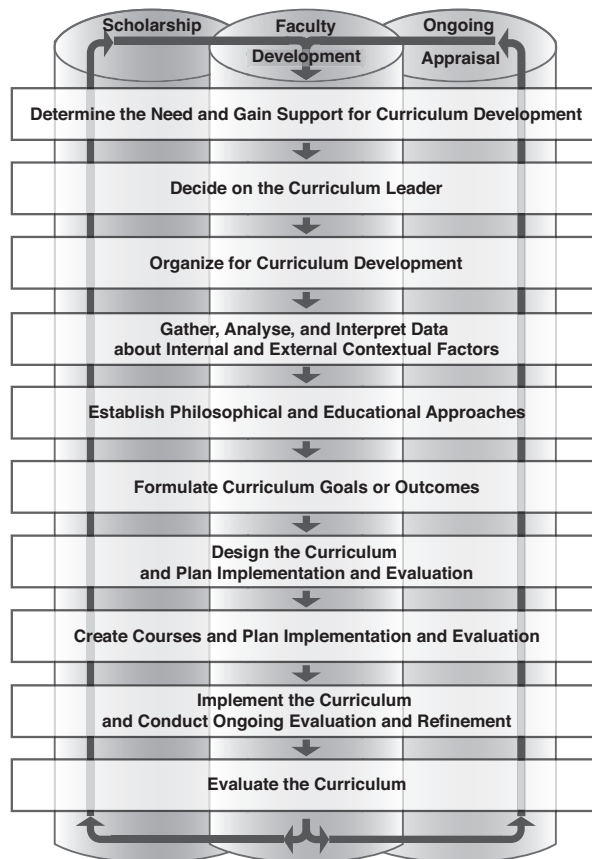 Scholarship
Faculty
Development
Ongoing
Appraisal
Determine the Need and Gain Support for Curriculum Development
Decide on the Curriculum Leader
Organize for Curriculum Development
Gather, Analyse, and Interpret Data
about Internal and External Contextual Factors
Establish Philosophical and Educational Approaches
Formulate Curriculum Goals or Outcomes
Design the Curriculum
and Plan Implementation and Evaluation
Create Courses and Plan Implementation and Evaluation
Implement the Curriculum
and Conduct Ongoing Evaluation and Refinement
Evaluate the Curriculum